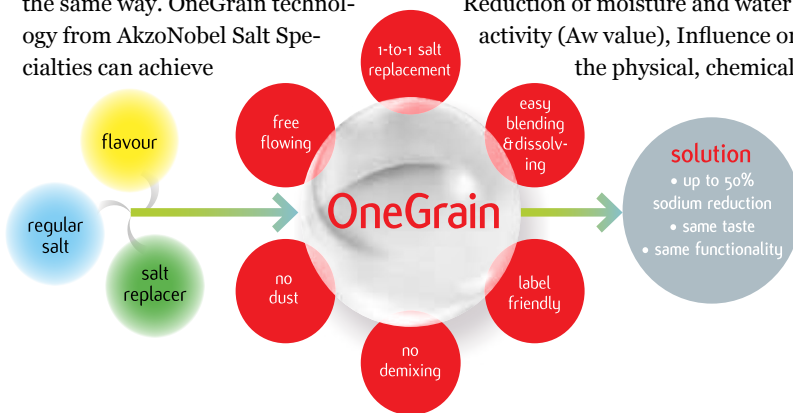 the same way. OneGrain technol-
ogy from AkzoNobel Salt Spe-
cialties can achieve
Reduction of moisture and water
activity (Aw value), Influence on
the physical, chemical
flavour
regular
salt
salt
replacer
free
flowing
1-to-1 salt
replacement
easy
blending
&dissolv-
ing
OneGrain
no
dust
no
demixing
label
friendly
solution
• up to 50%
sodium reduction
• same taste
• same functionality